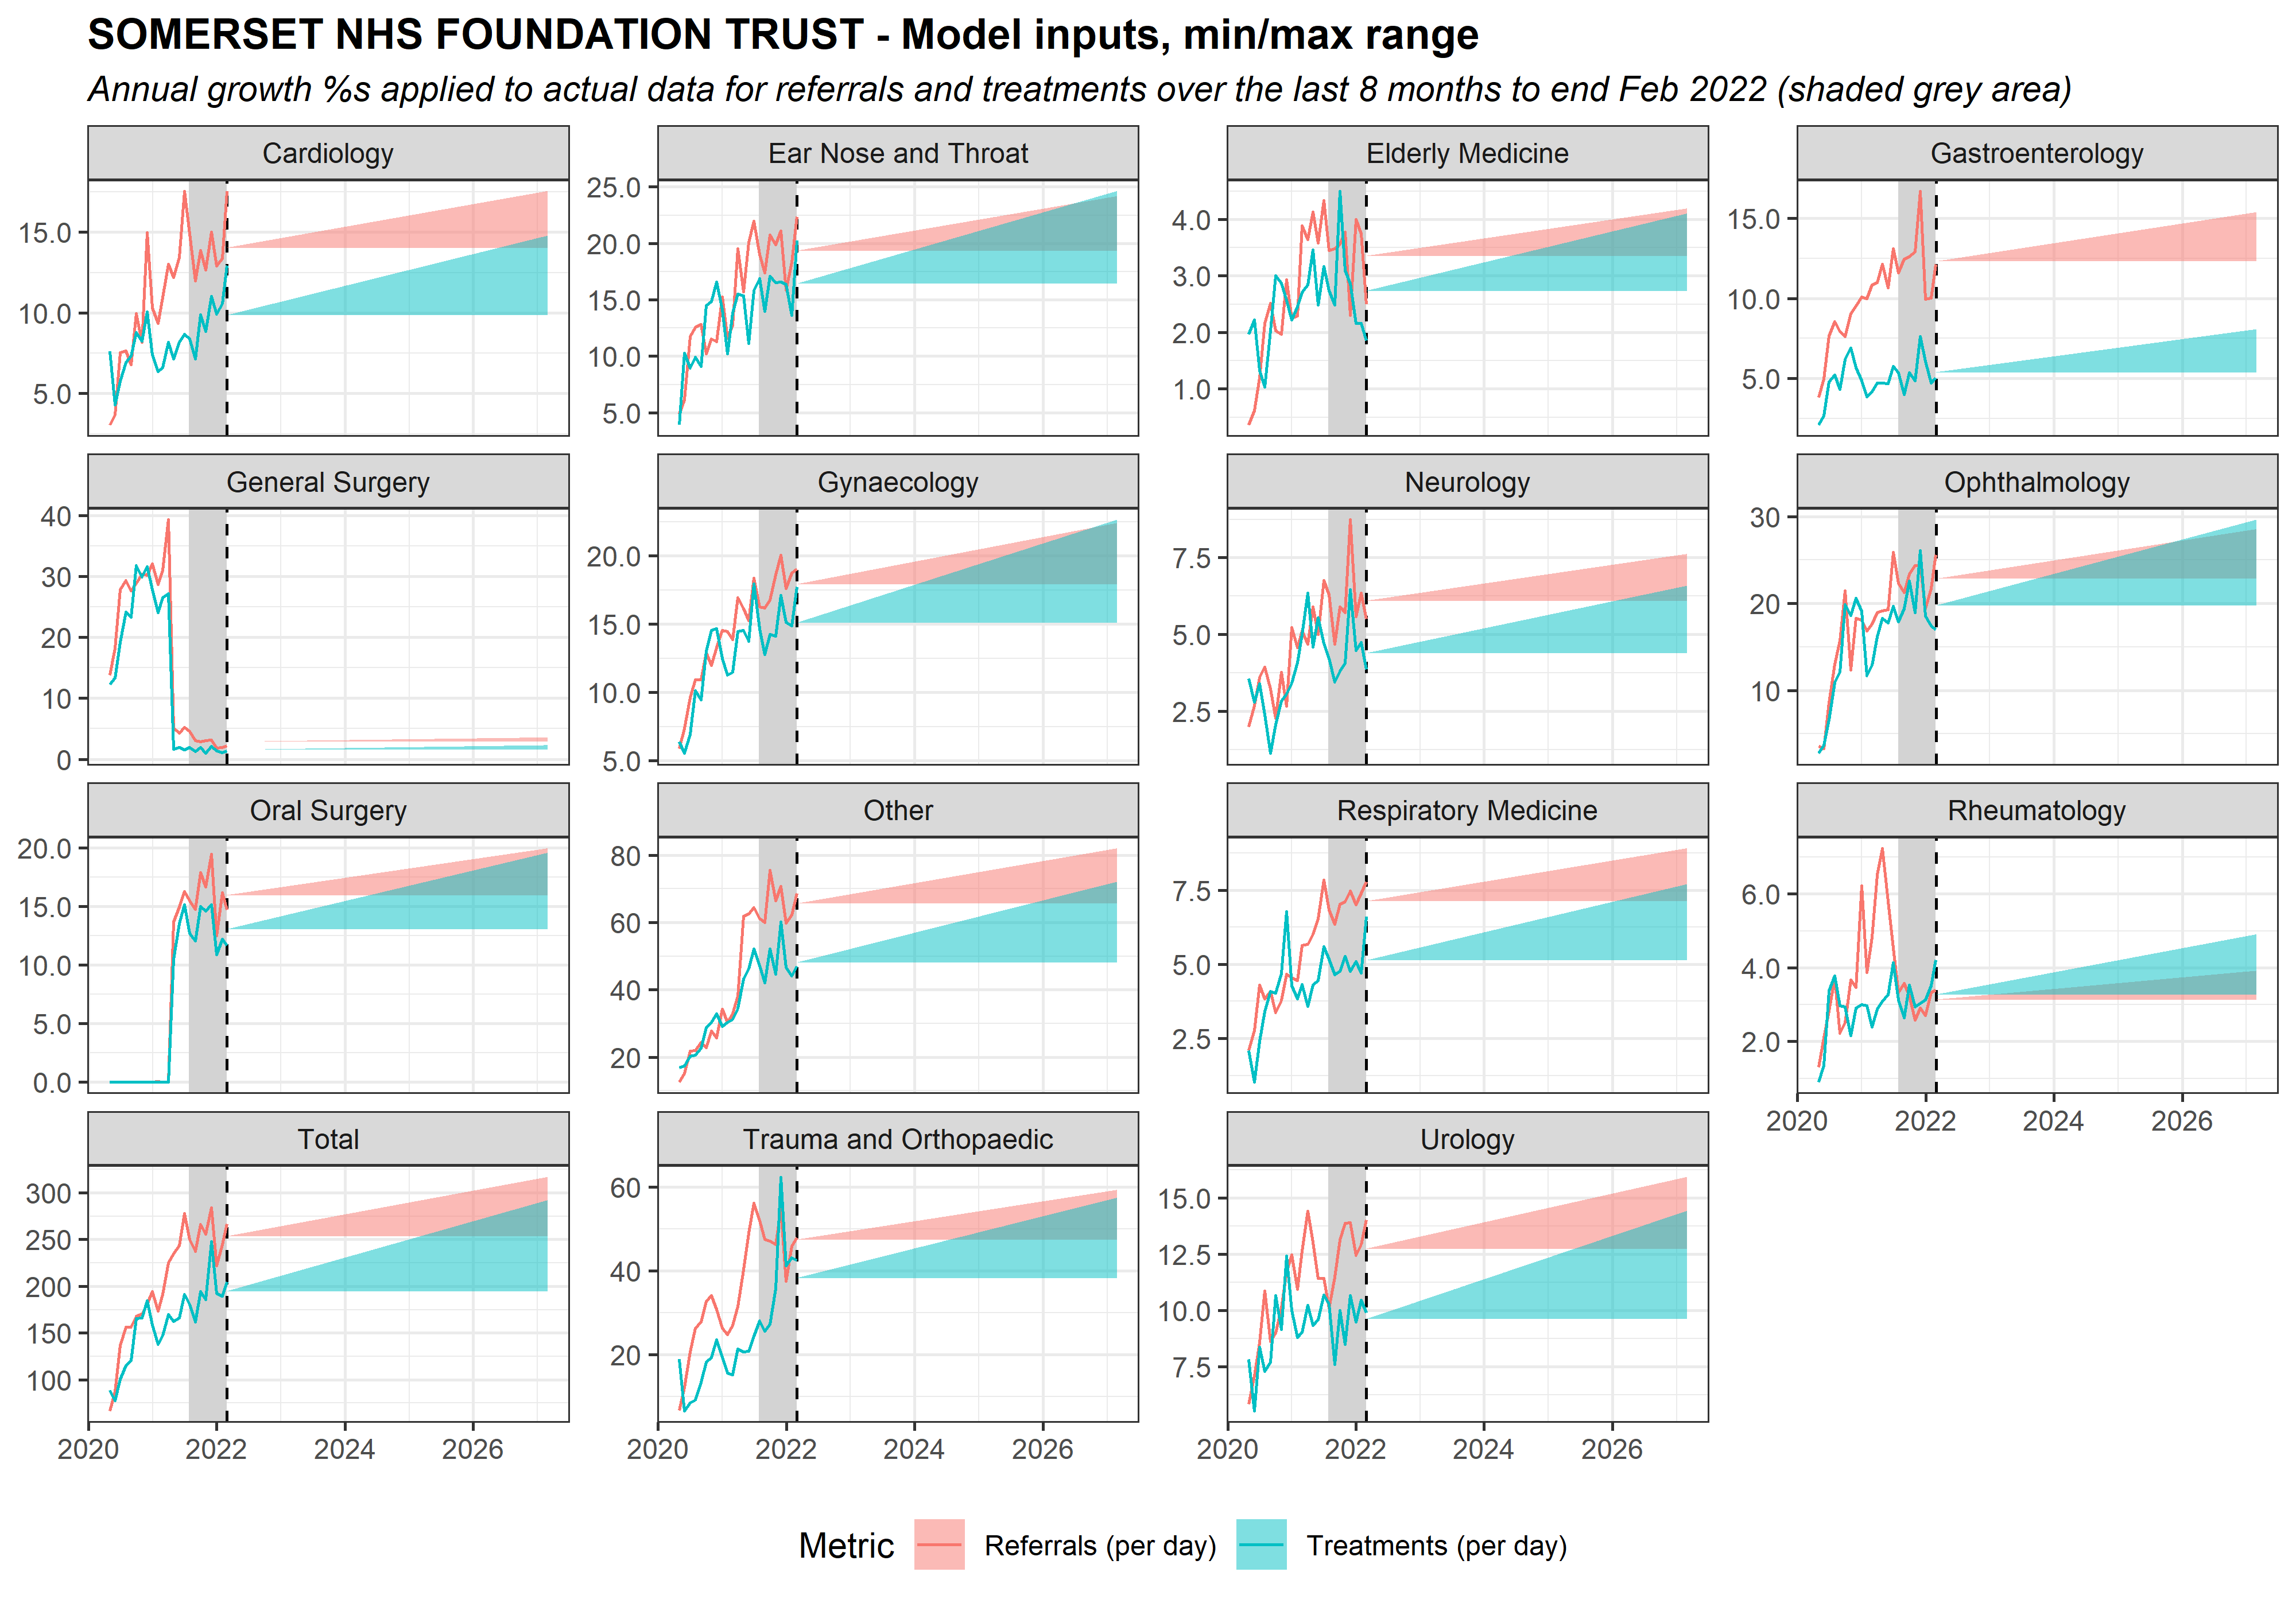 SOMERSET NHS FOUNDATION TRUST - Model inputs, min/max range
Annual growth %s applied to actual data for referrals and treatments over the last 8 months to end Feb 2022 (shaded grey area)
Cardiology
15.0
10.0
5.0
Ear Nose and Throat
25.0
20.0
15.0
10.0
5.0
Elderly Medicine
4.0
3.0
2.0
1.0
Gastroenterology
15.0
10.0
5.0
General Surgery
40
30
20
10
0
Gynaecology
20.0
15.0
10.0
5.0
Neurology
7.5
5.0
2.5
Ophthalmology
30
20
10
Oral Surgery
20.0
15.0
10.0
5.0
0.0
Other
80
60
40
20
Respiratory Medicine
7.5
5.0
2.5
Rheumatology
6.0
4.0
2.0
2020 2022 2024 2026
Total
300
250
200
150
100
2020 2022 2024 2026
Trauma and Orthopaedic
60
40
20
2020 2022 2024 2026
Urology
15.0
12.5
10.0
7.5
2020 2022 2024 2026
Metric Referrals (per day) Treatments (per day)